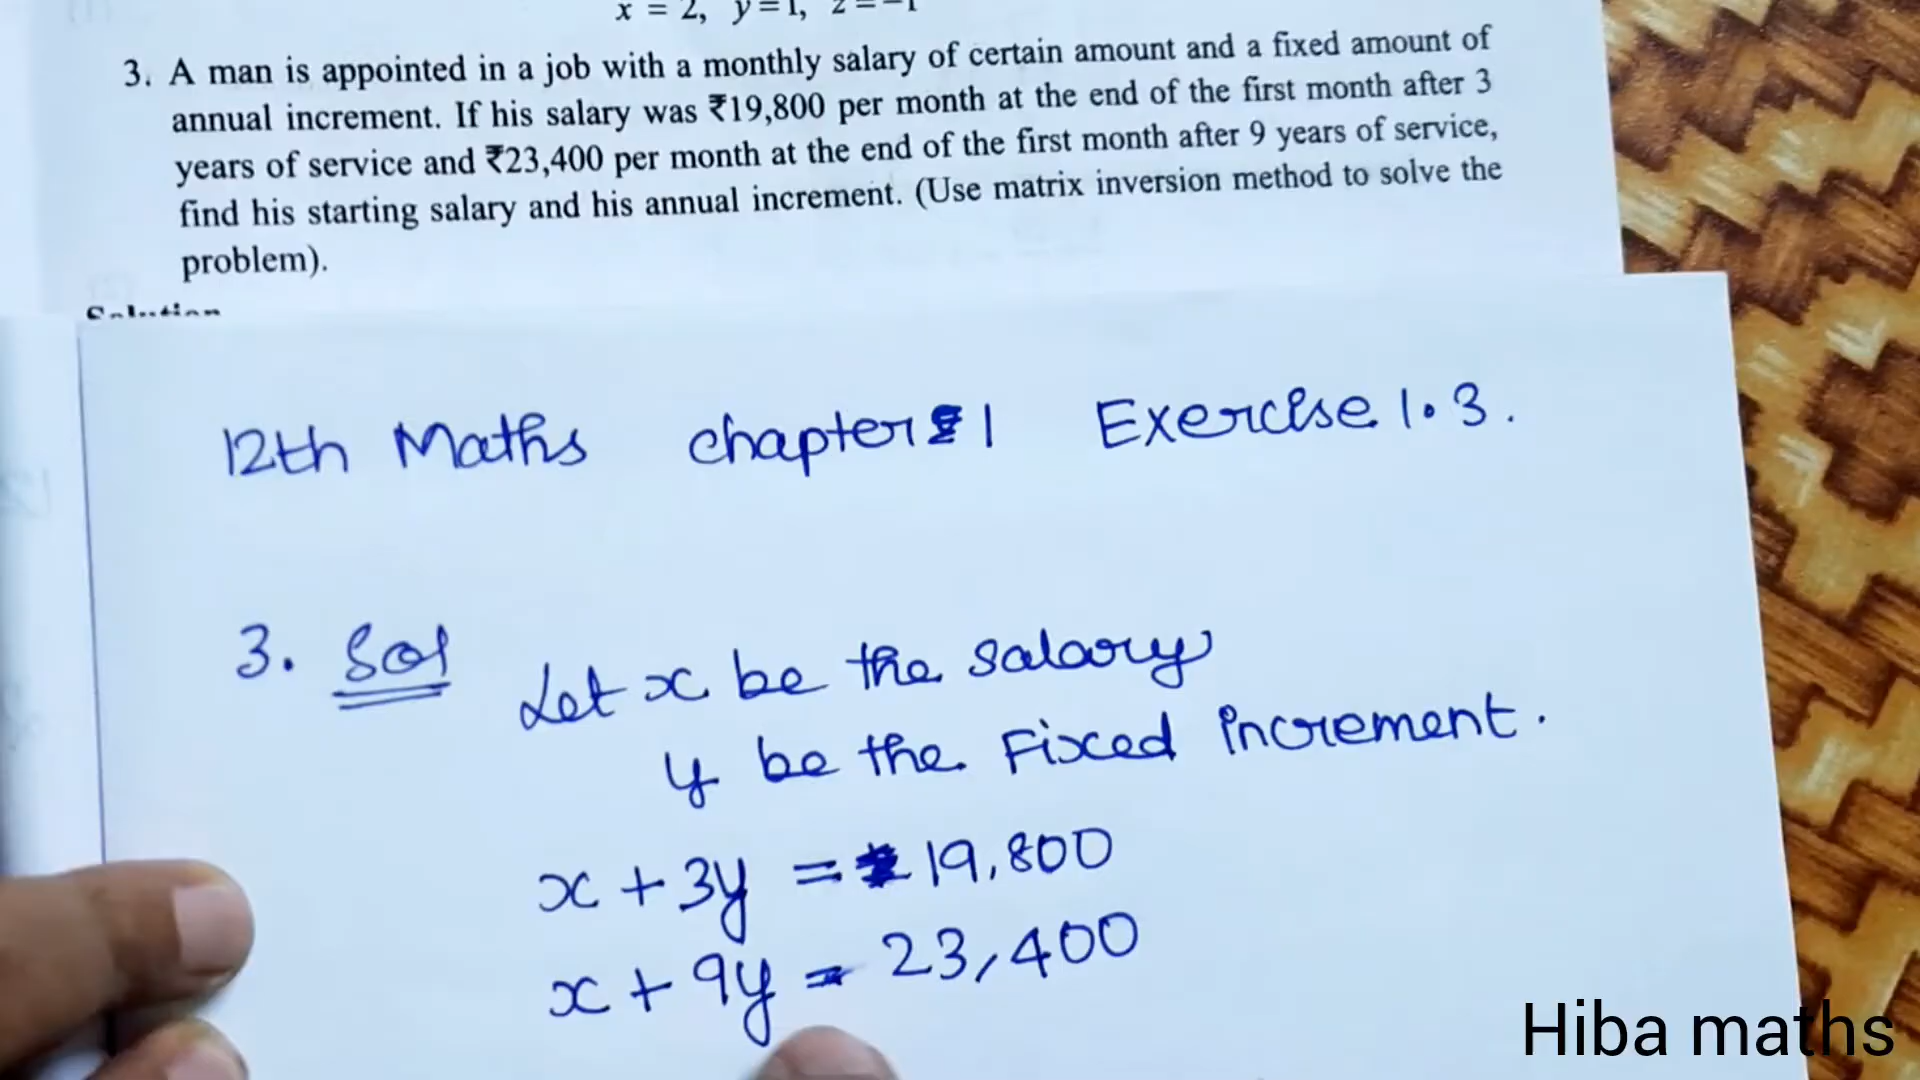 x = 2, y = 1, z = −1
3. A man is appointed in a job with a monthly salary of certain amount and a fixed amount of
annual increment. If his salary was ₹19,800 per month at the end of the first month after 3
years of service and ₹23,400 per month at the end of the first month after 9 years of service,
find his starting salary and his annual increment. (Use matrix inversion method to solve the
problem).
Solution
12th Maths chapter 1 Exercise 1.3.
3. Sol Let x be the salary
y be the Fixed increment.
x + 3y = 19,800
x + 9y = 23,400
Hiba maths